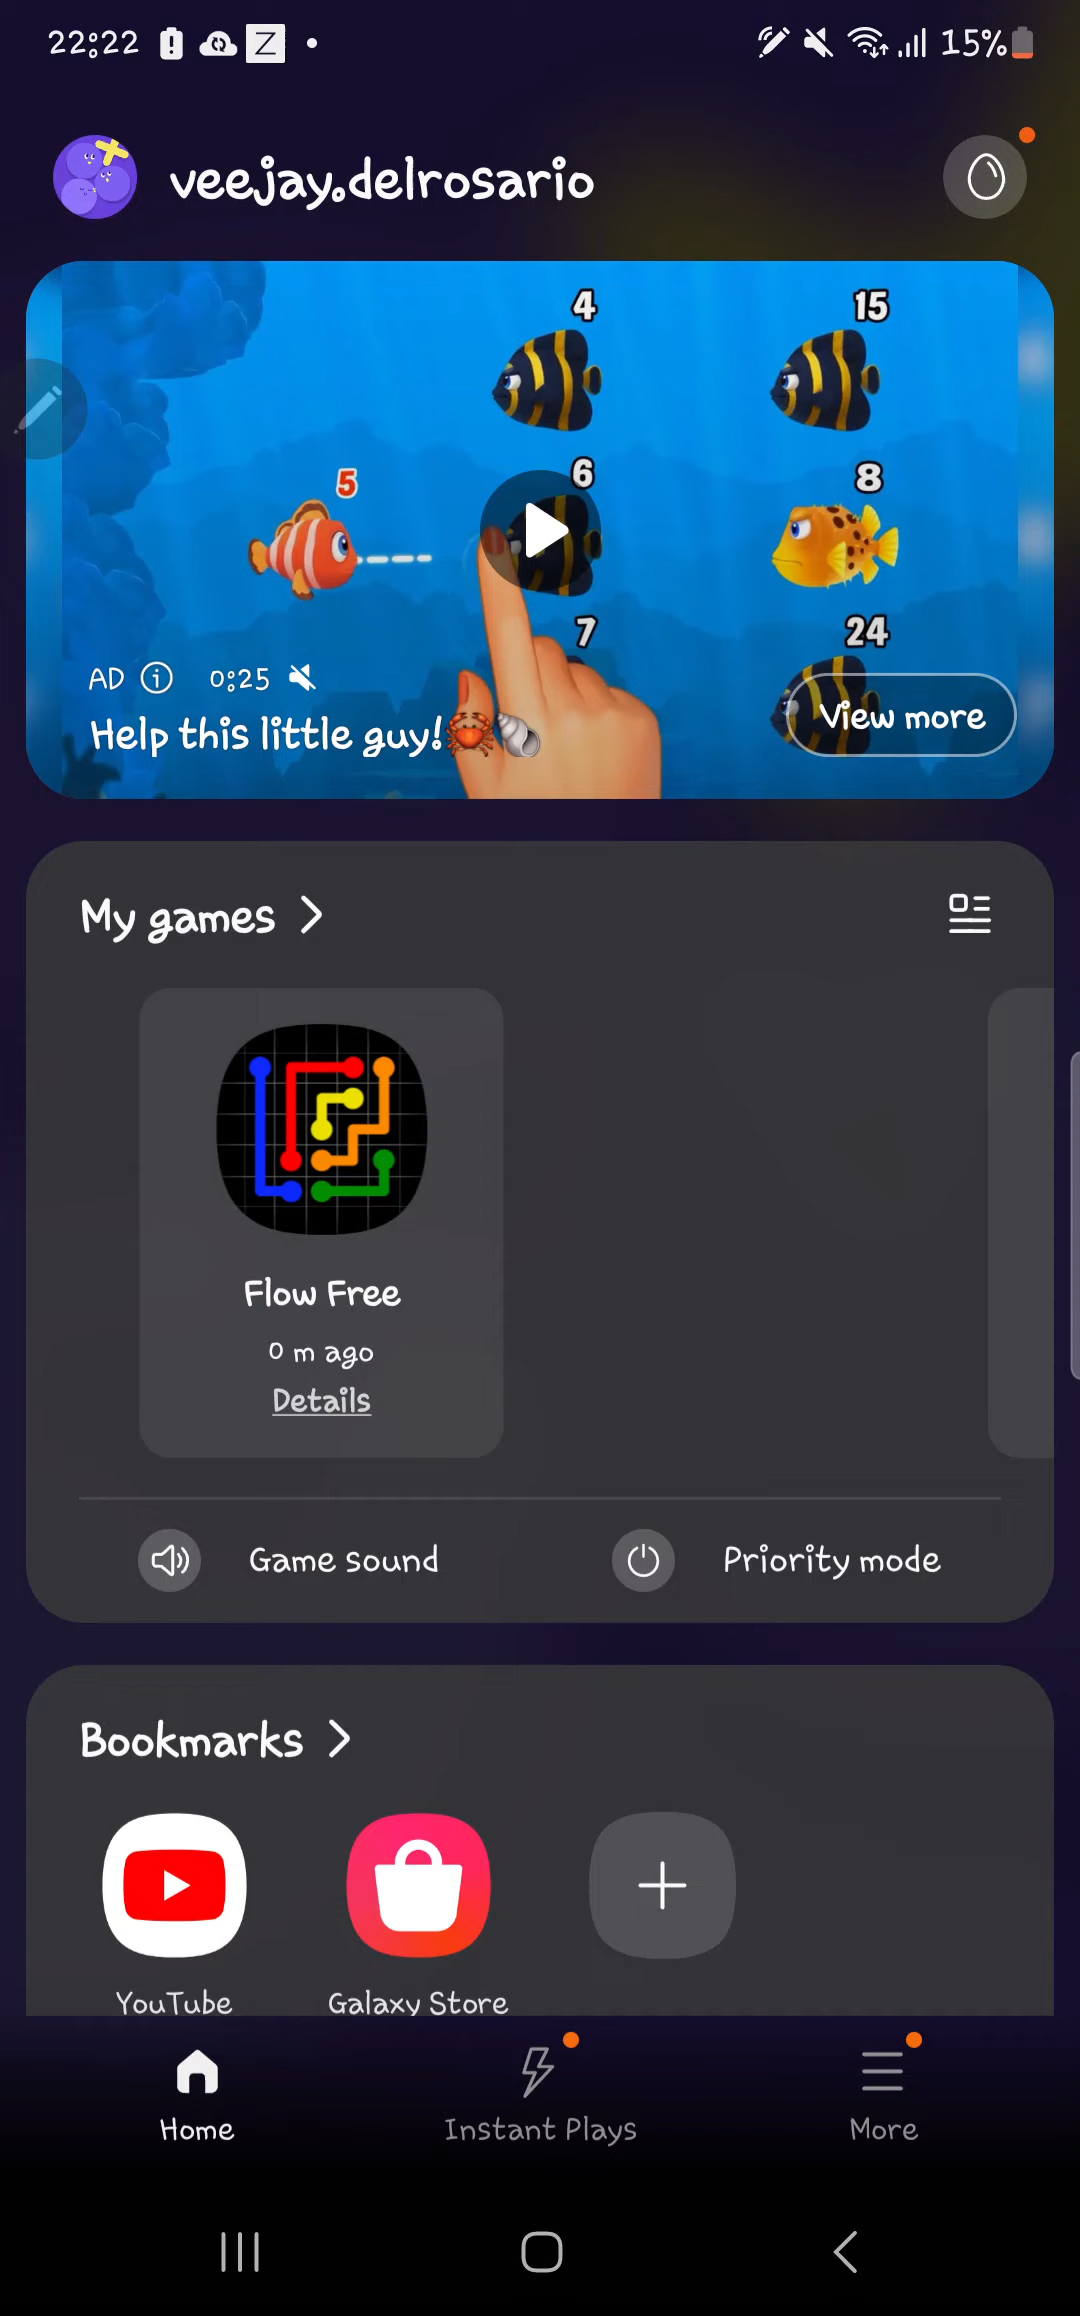 22:22 Z 15%
veejay.delrosario
4 15
5 6 8
7 24
AD 0:25
Help this little guy!🦀🐚 View more
My games
Flow Free
0 m ago
Details
Game sound Priority mode
Bookmarks
YouTube Galaxy Store
Home Instant Plays More